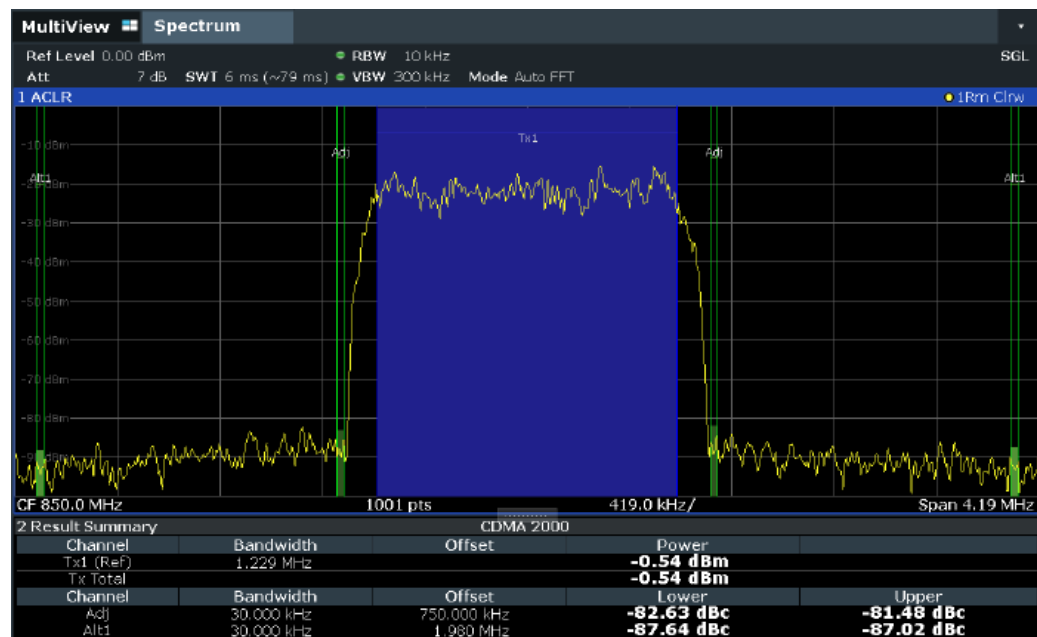 MultiView Spectrum
Ref Level 0.00 dBm RBW 10 kHz SGL
Att 7 dB SWT 6 ms (~79 ms) VBW 300 kHz Mode Auto FFT
1 ACLR 1Rm Clrw
Tx1
-10 dBm
Adj Adj
Alt1 Alt1
-20 dBm
-30 dBm
-40 dBm
-50 dBm
-60 dBm
-70 dBm
-80 dBm
CF 850.0 MHz 1001 pts 419.0 kHz/ Span 4.19 MHz
2 Result Summary CDMA 2000
Channel Bandwidth Offset Power
Tx1 (Ref) 1.229 MHz -0.54 dBm
Tx Total -0.54 dBm
Channel Bandwidth Offset Lower Upper
Adj 30.000 kHz 750.000 kHz -82.63 dBc -81.48 dBc
Alt1 30.000 kHz 1.980 MHz -87.64 dBc -87.02 dBc